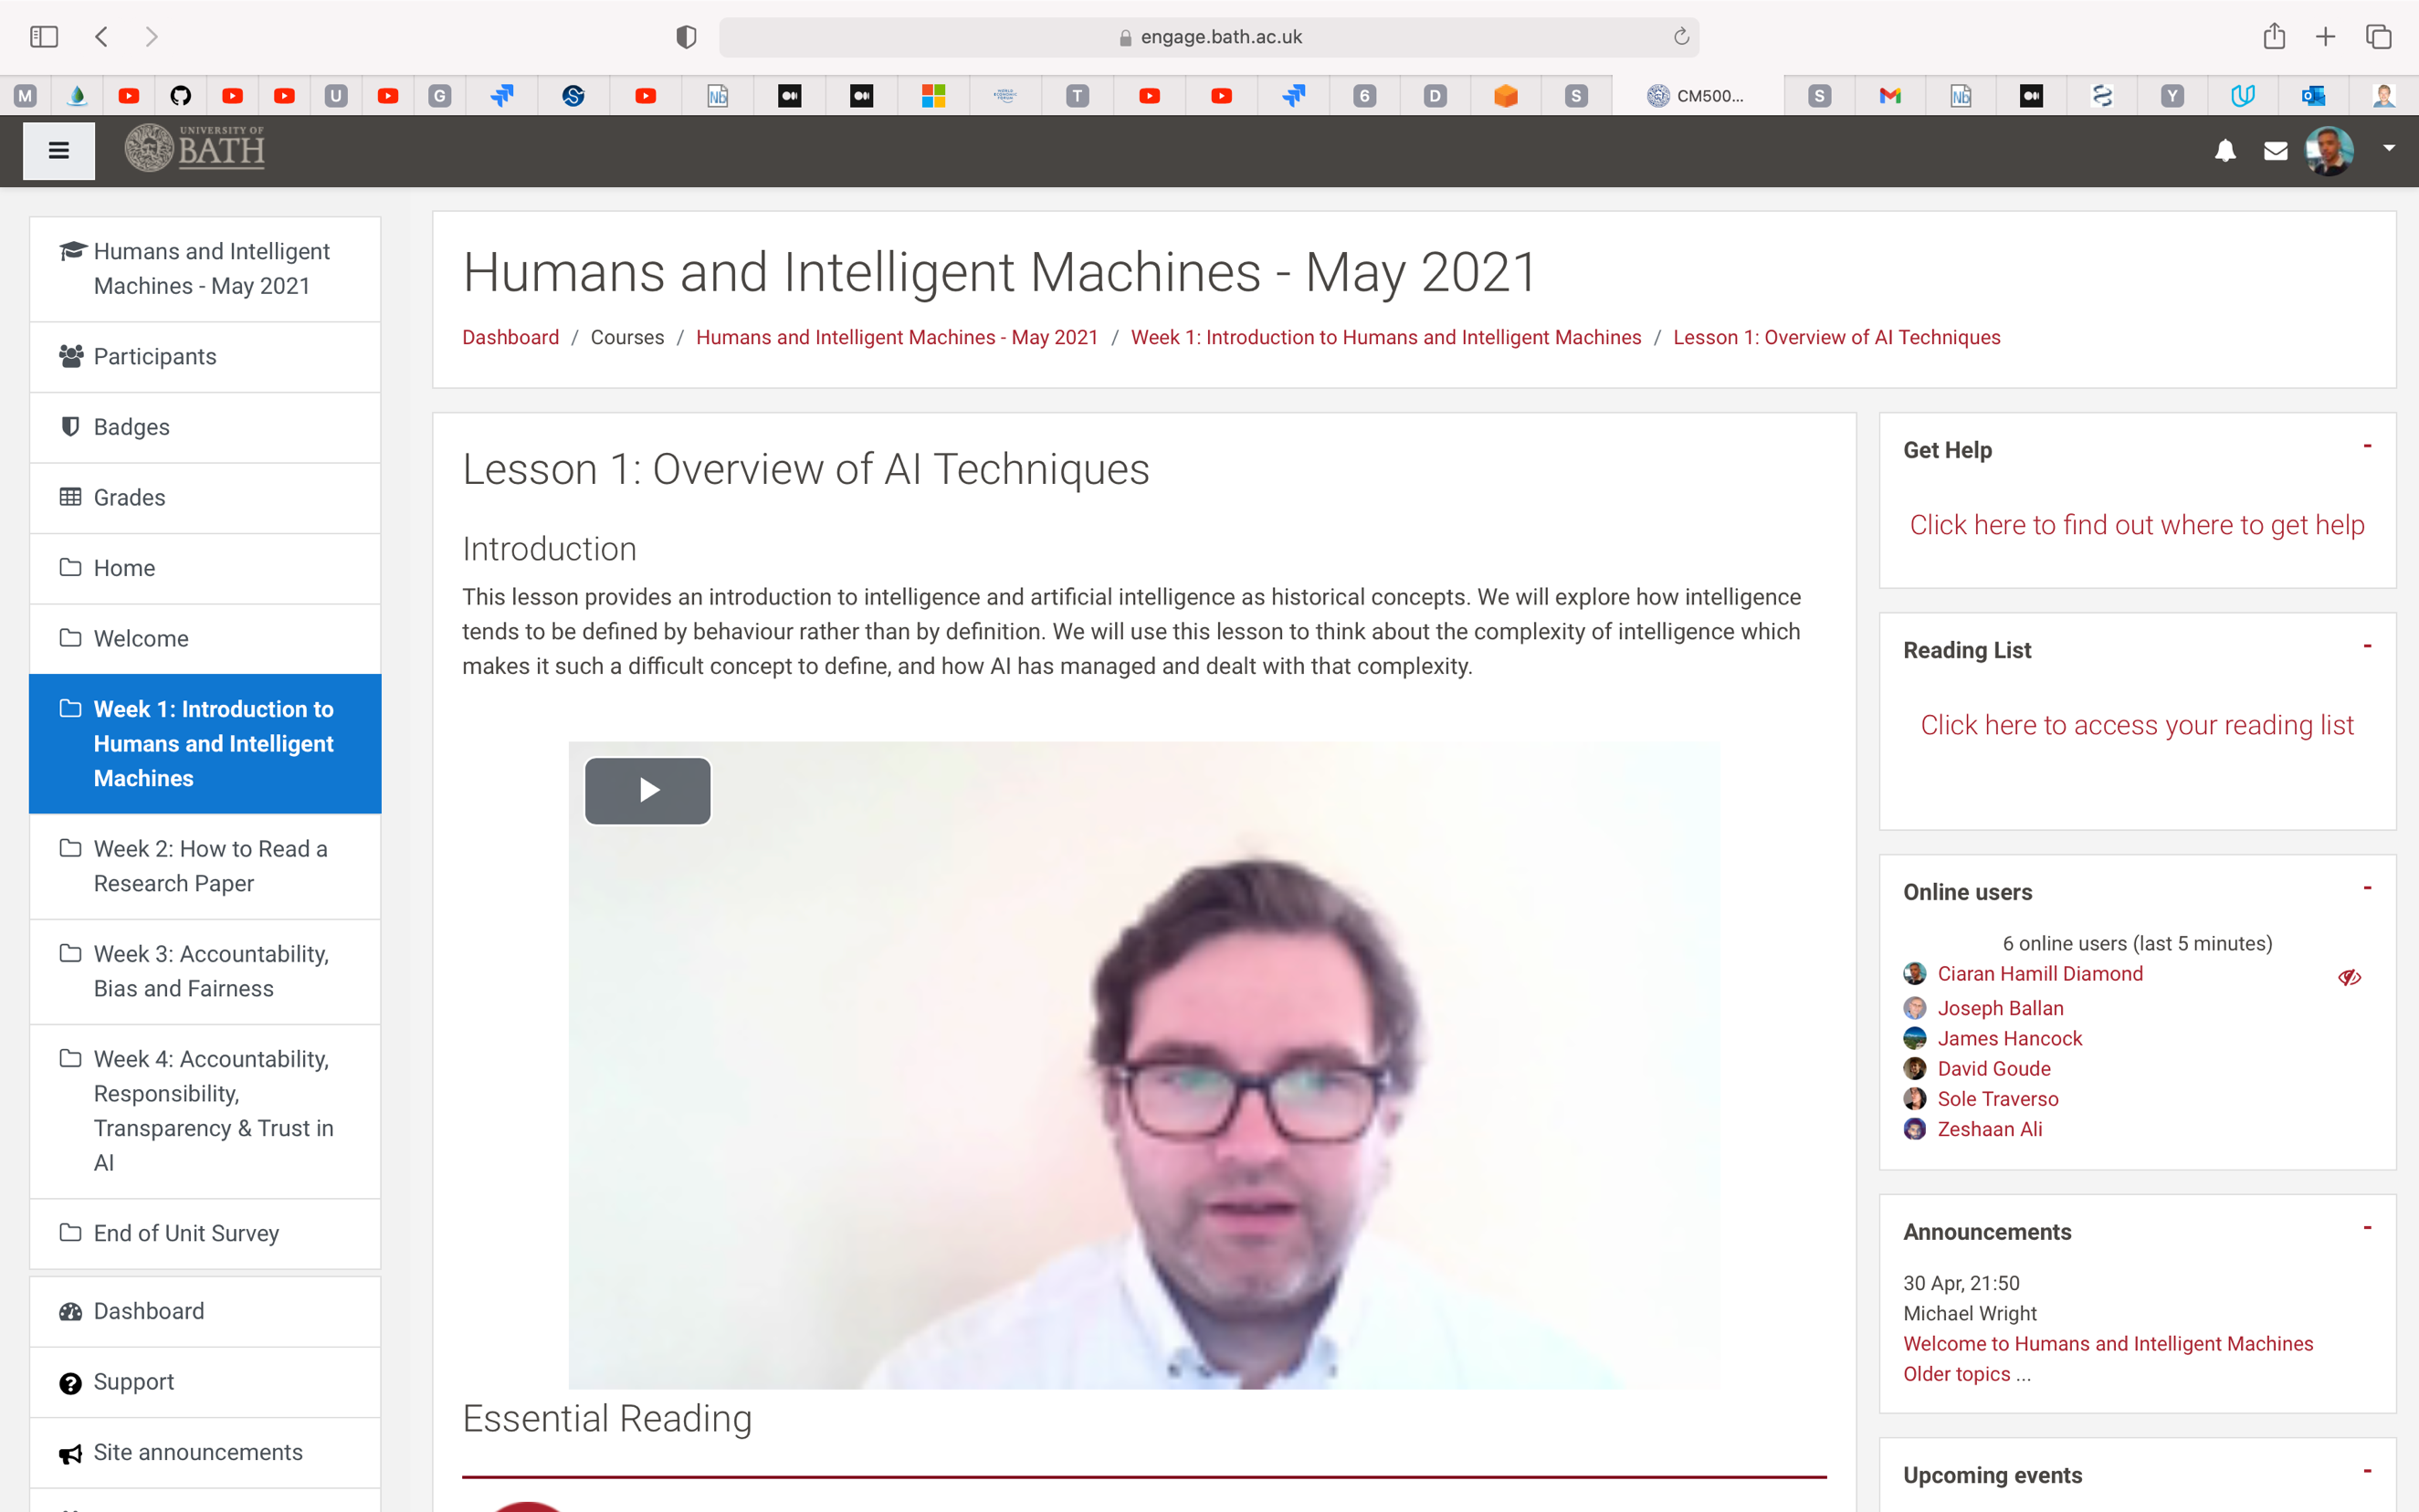 engage.bath.ac.uk
M
U
G
Nb
T
6
D
S
CM500...
S
Nb
Y
UNIVERSITY OF
BATH
Humans and Intelligent
Machines - May 2021
Participants
Badges
Grades
Home
Welcome
Week 1: Introduction to
Humans and Intelligent
Machines
Week 2: How to Read a
Research Paper
Week 3: Accountability,
Bias and Fairness
Week 4: Accountability,
Responsibility,
Transparency & Trust in
AI
End of Unit Survey
Dashboard
Support
Site announcements
Humans and Intelligent Machines - May 2021
Dashboard / Courses / Humans and Intelligent Machines - May 2021 / Week 1: Introduction to Humans and Intelligent Machines / Lesson 1: Overview of AI Techniques
Lesson 1: Overview of AI Techniques
Introduction
This lesson provides an introduction to intelligence and artificial intelligence as historical concepts. We will explore how intelligence
tends to be defined by behaviour rather than by definition. We will use this lesson to think about the complexity of intelligence which
makes it such a difficult concept to define, and how AI has managed and dealt with that complexity.
Essential Reading
Get Help
Click here to find out where to get help
Reading List
Click here to access your reading list
Online users
6 online users (last 5 minutes)
Ciaran Hamill Diamond
Joseph Ballan
James Hancock
David Goude
Sole Traverso
Zeshaan Ali
Announcements
30 Apr, 21:50
Michael Wright
Welcome to Humans and Intelligent Machines
Older topics ...
Upcoming events